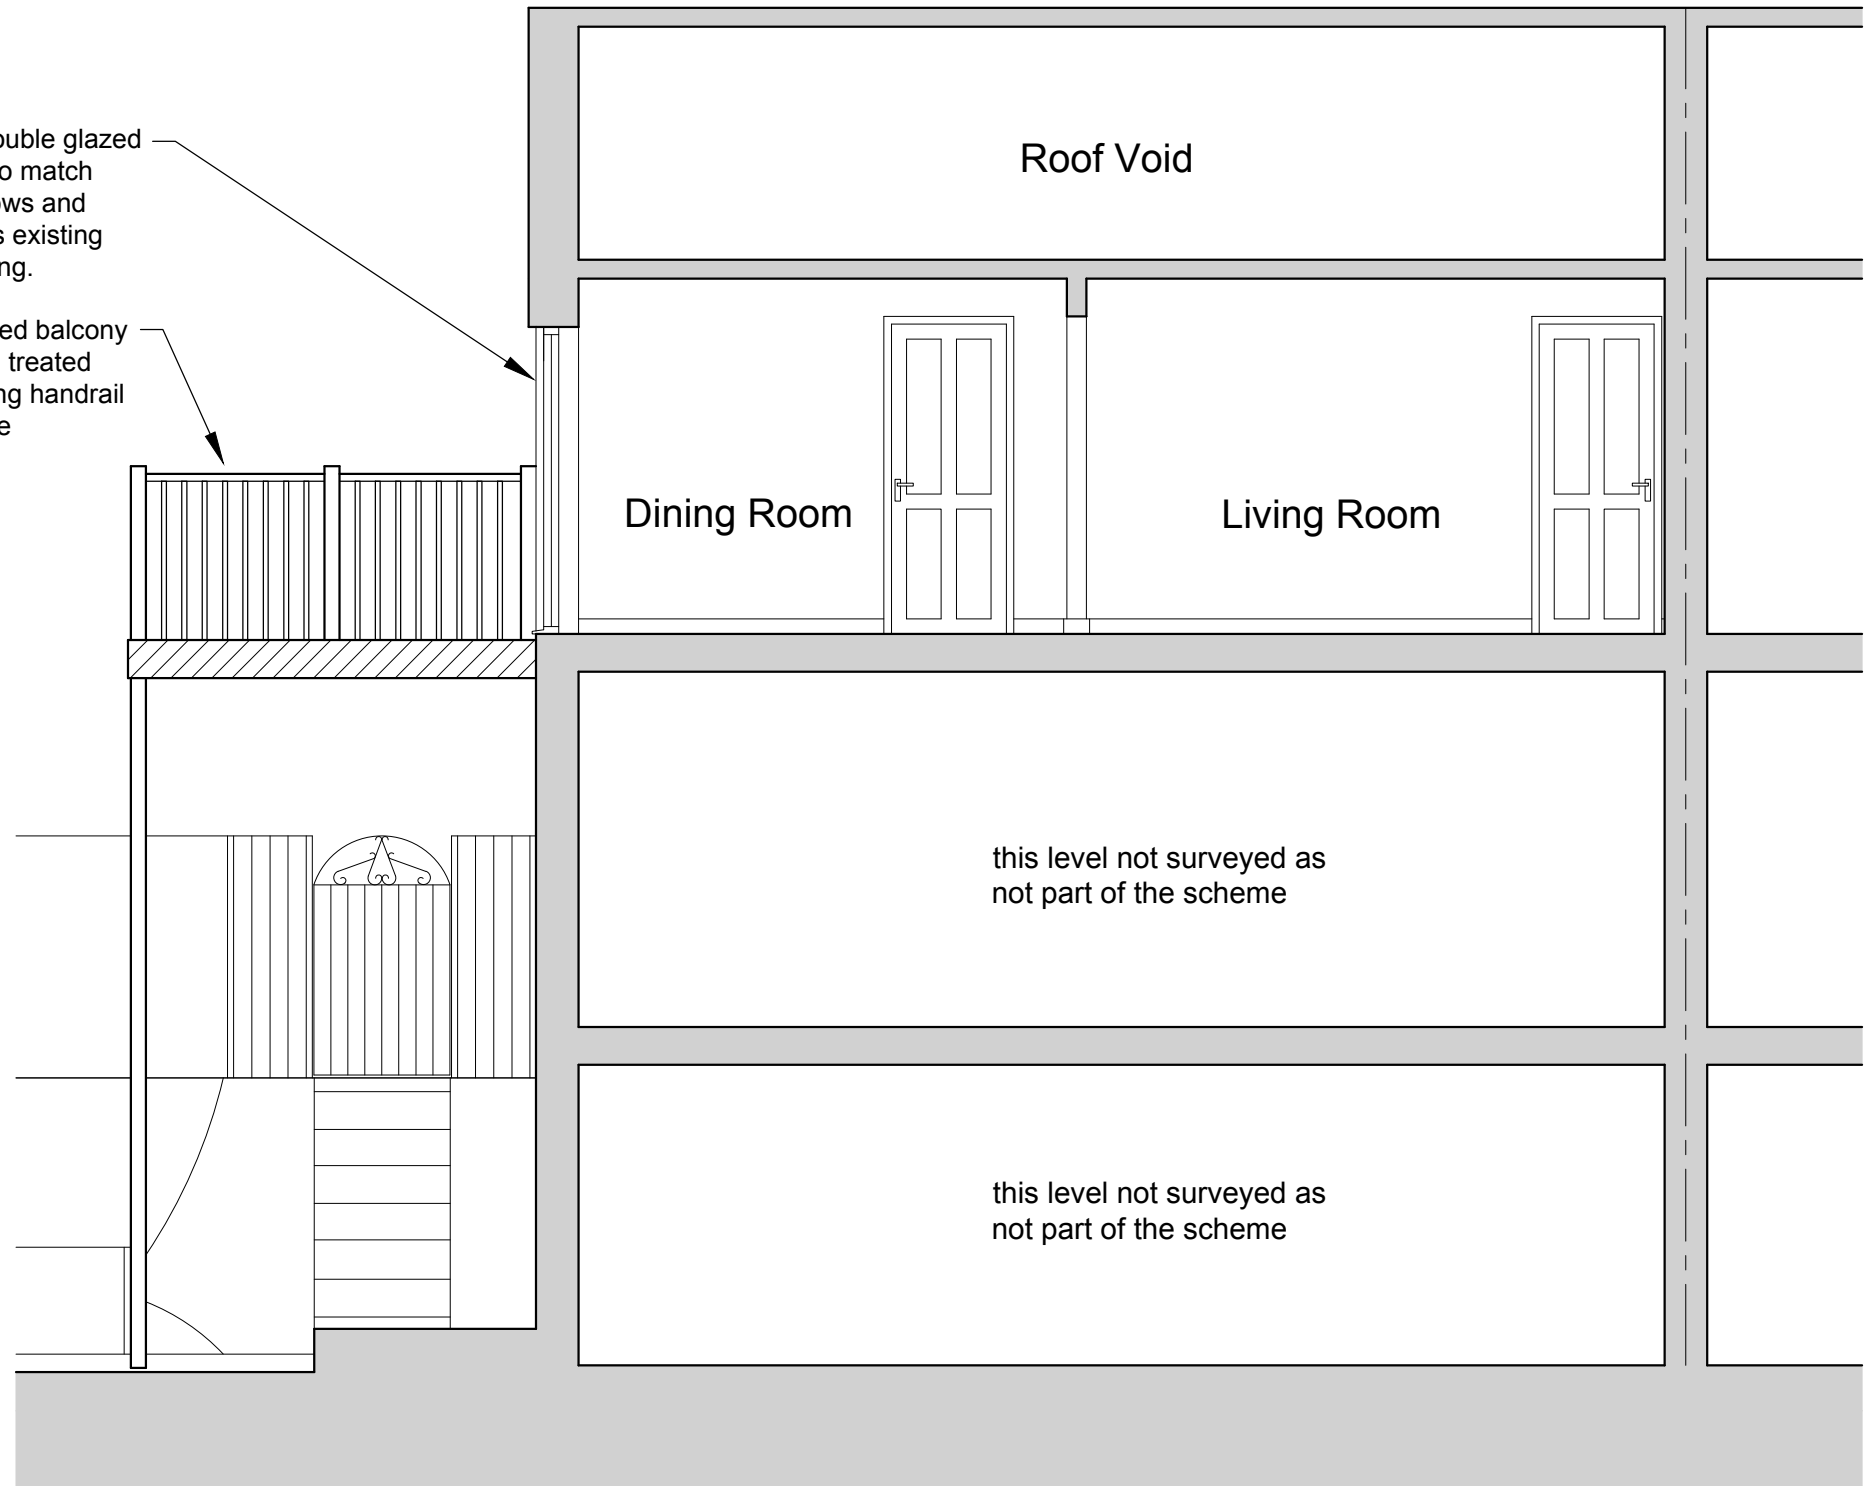 ouble glazed
o match
ows and
s existing
ng.
ed balcony
treated
ng handrail
e
Roof Void
Dining Room
Living Room
this level not surveyed as
not part of the scheme
this level not surveyed as
not part of the scheme